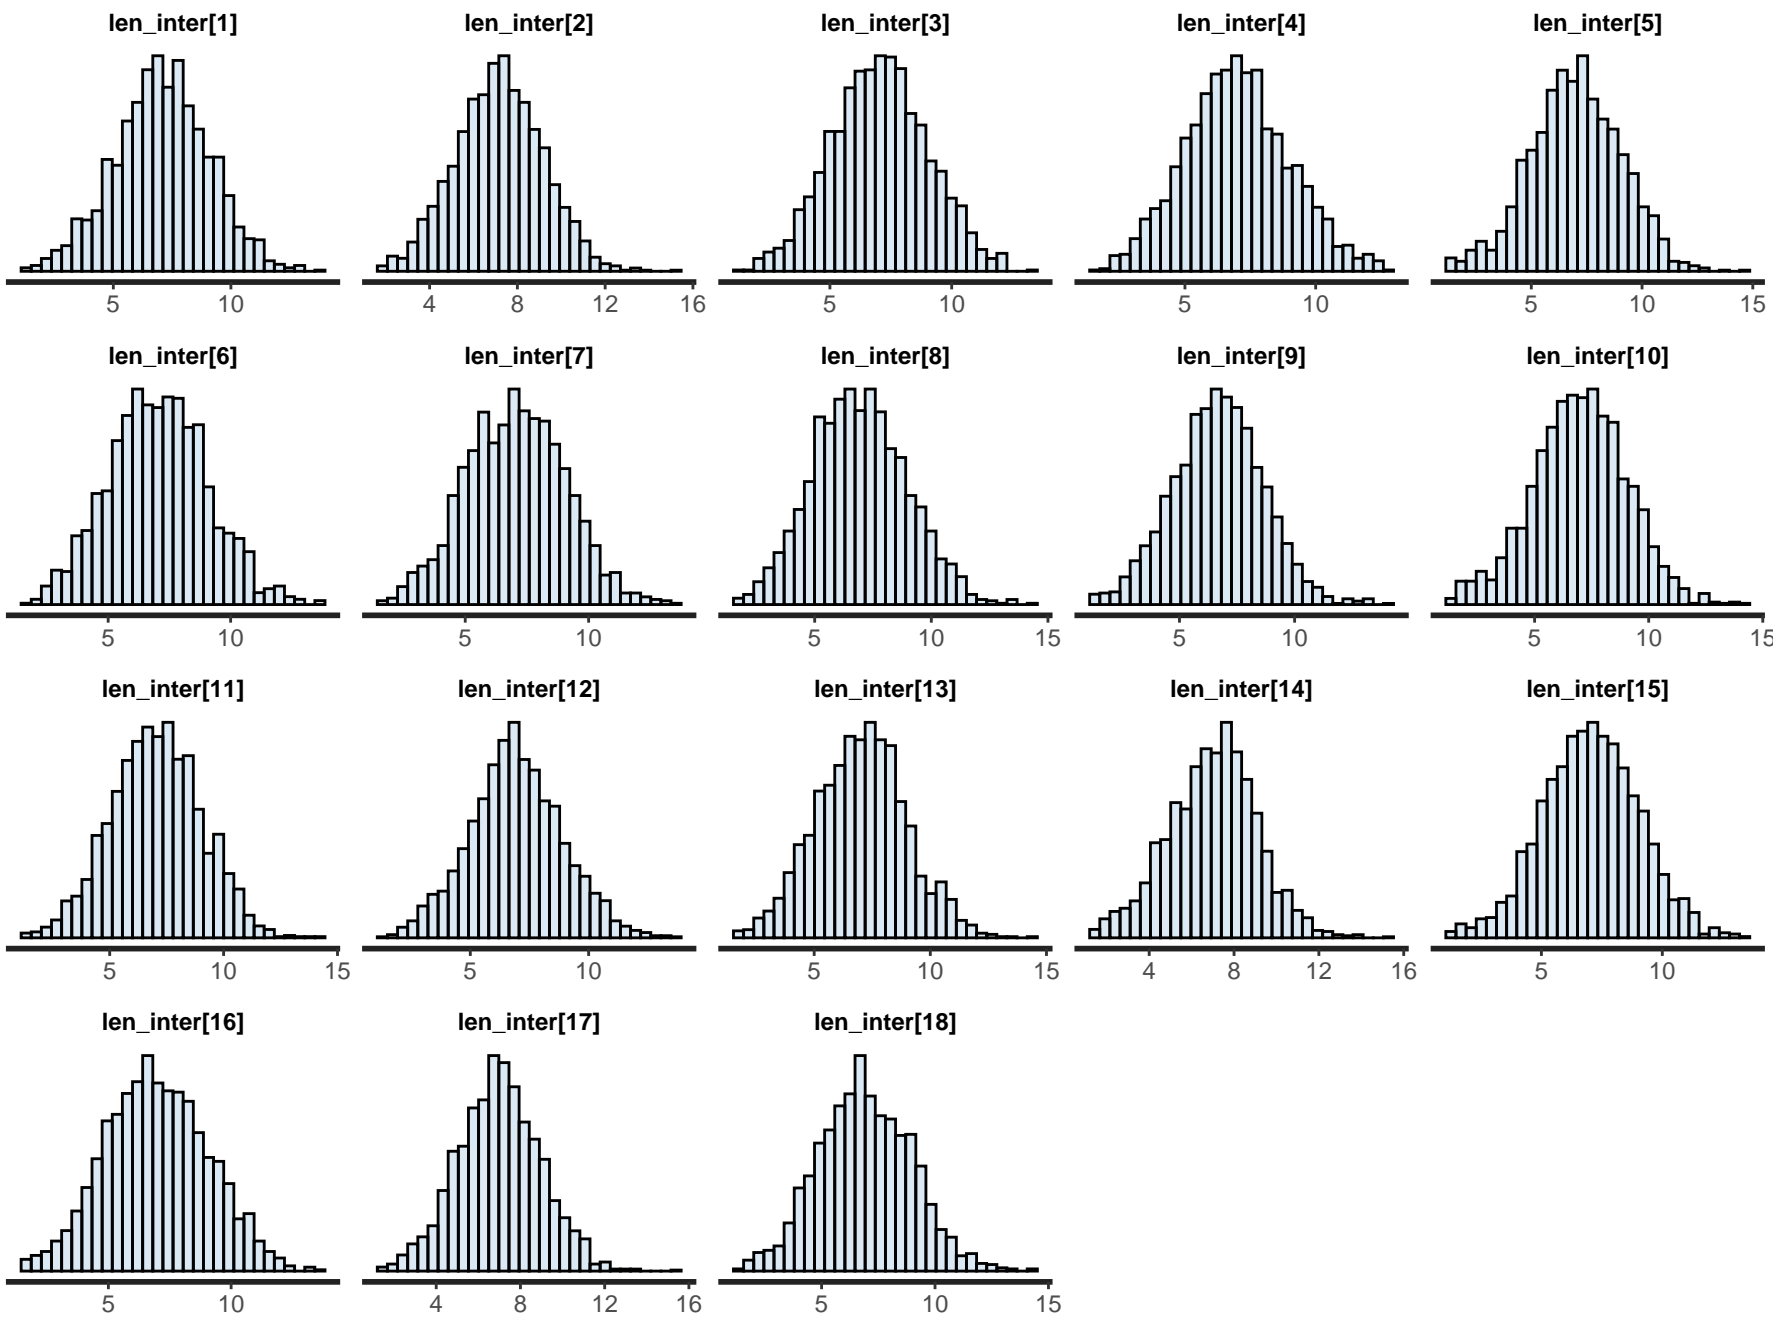 len_inter[1] len_inter[2] len_inter[3] len_inter[4] len_inter[5]
5 10 4 8 12 16 5 10 5 10 5 10 15
len_inter[6] len_inter[7] len_inter[8] len_inter[9] len_inter[10]
5 10 5 10 5 10 15 5 10 5 10 15
len_inter[11] len_inter[12] len_inter[13] len_inter[14] len_inter[15]
5 10 15 5 10 5 10 15 4 8 12 16 5 10
len_inter[16] len_inter[17] len_inter[18]
5 10 4 8 12 16 5 10 15